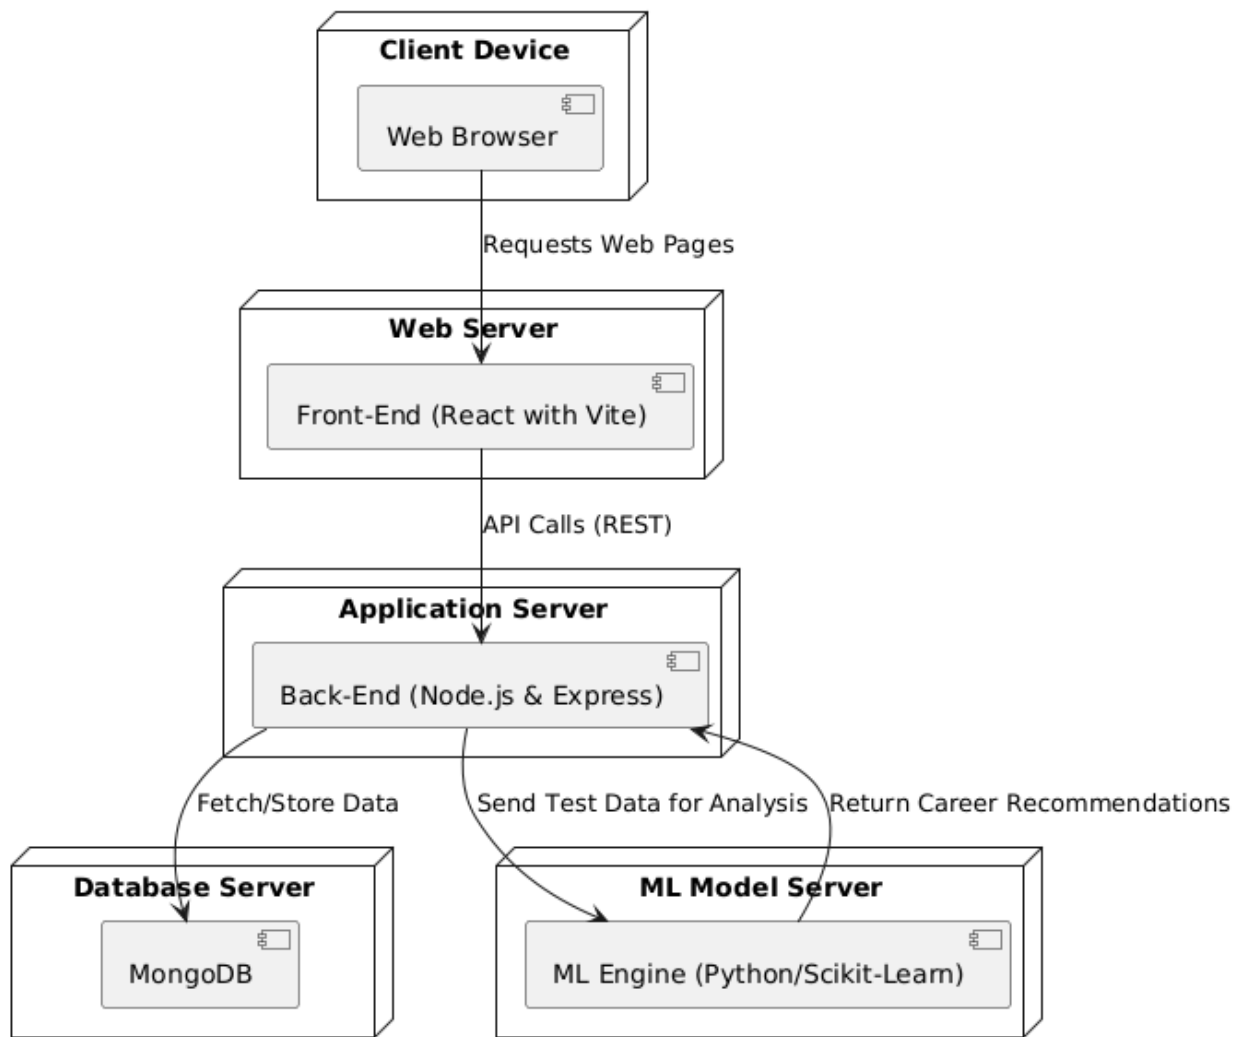 Client Device
Web Browser
Requests Web Pages
Web Server
Front-End (React with Vite)
API Calls (REST)
Application Server
Back-End (Node.js & Express)
Fetch/Store Data
Send Test Data for Analysis
Return Career Recommendations
Database Server
MongoDB
ML Model Server
ML Engine (Python/Scikit-Learn)